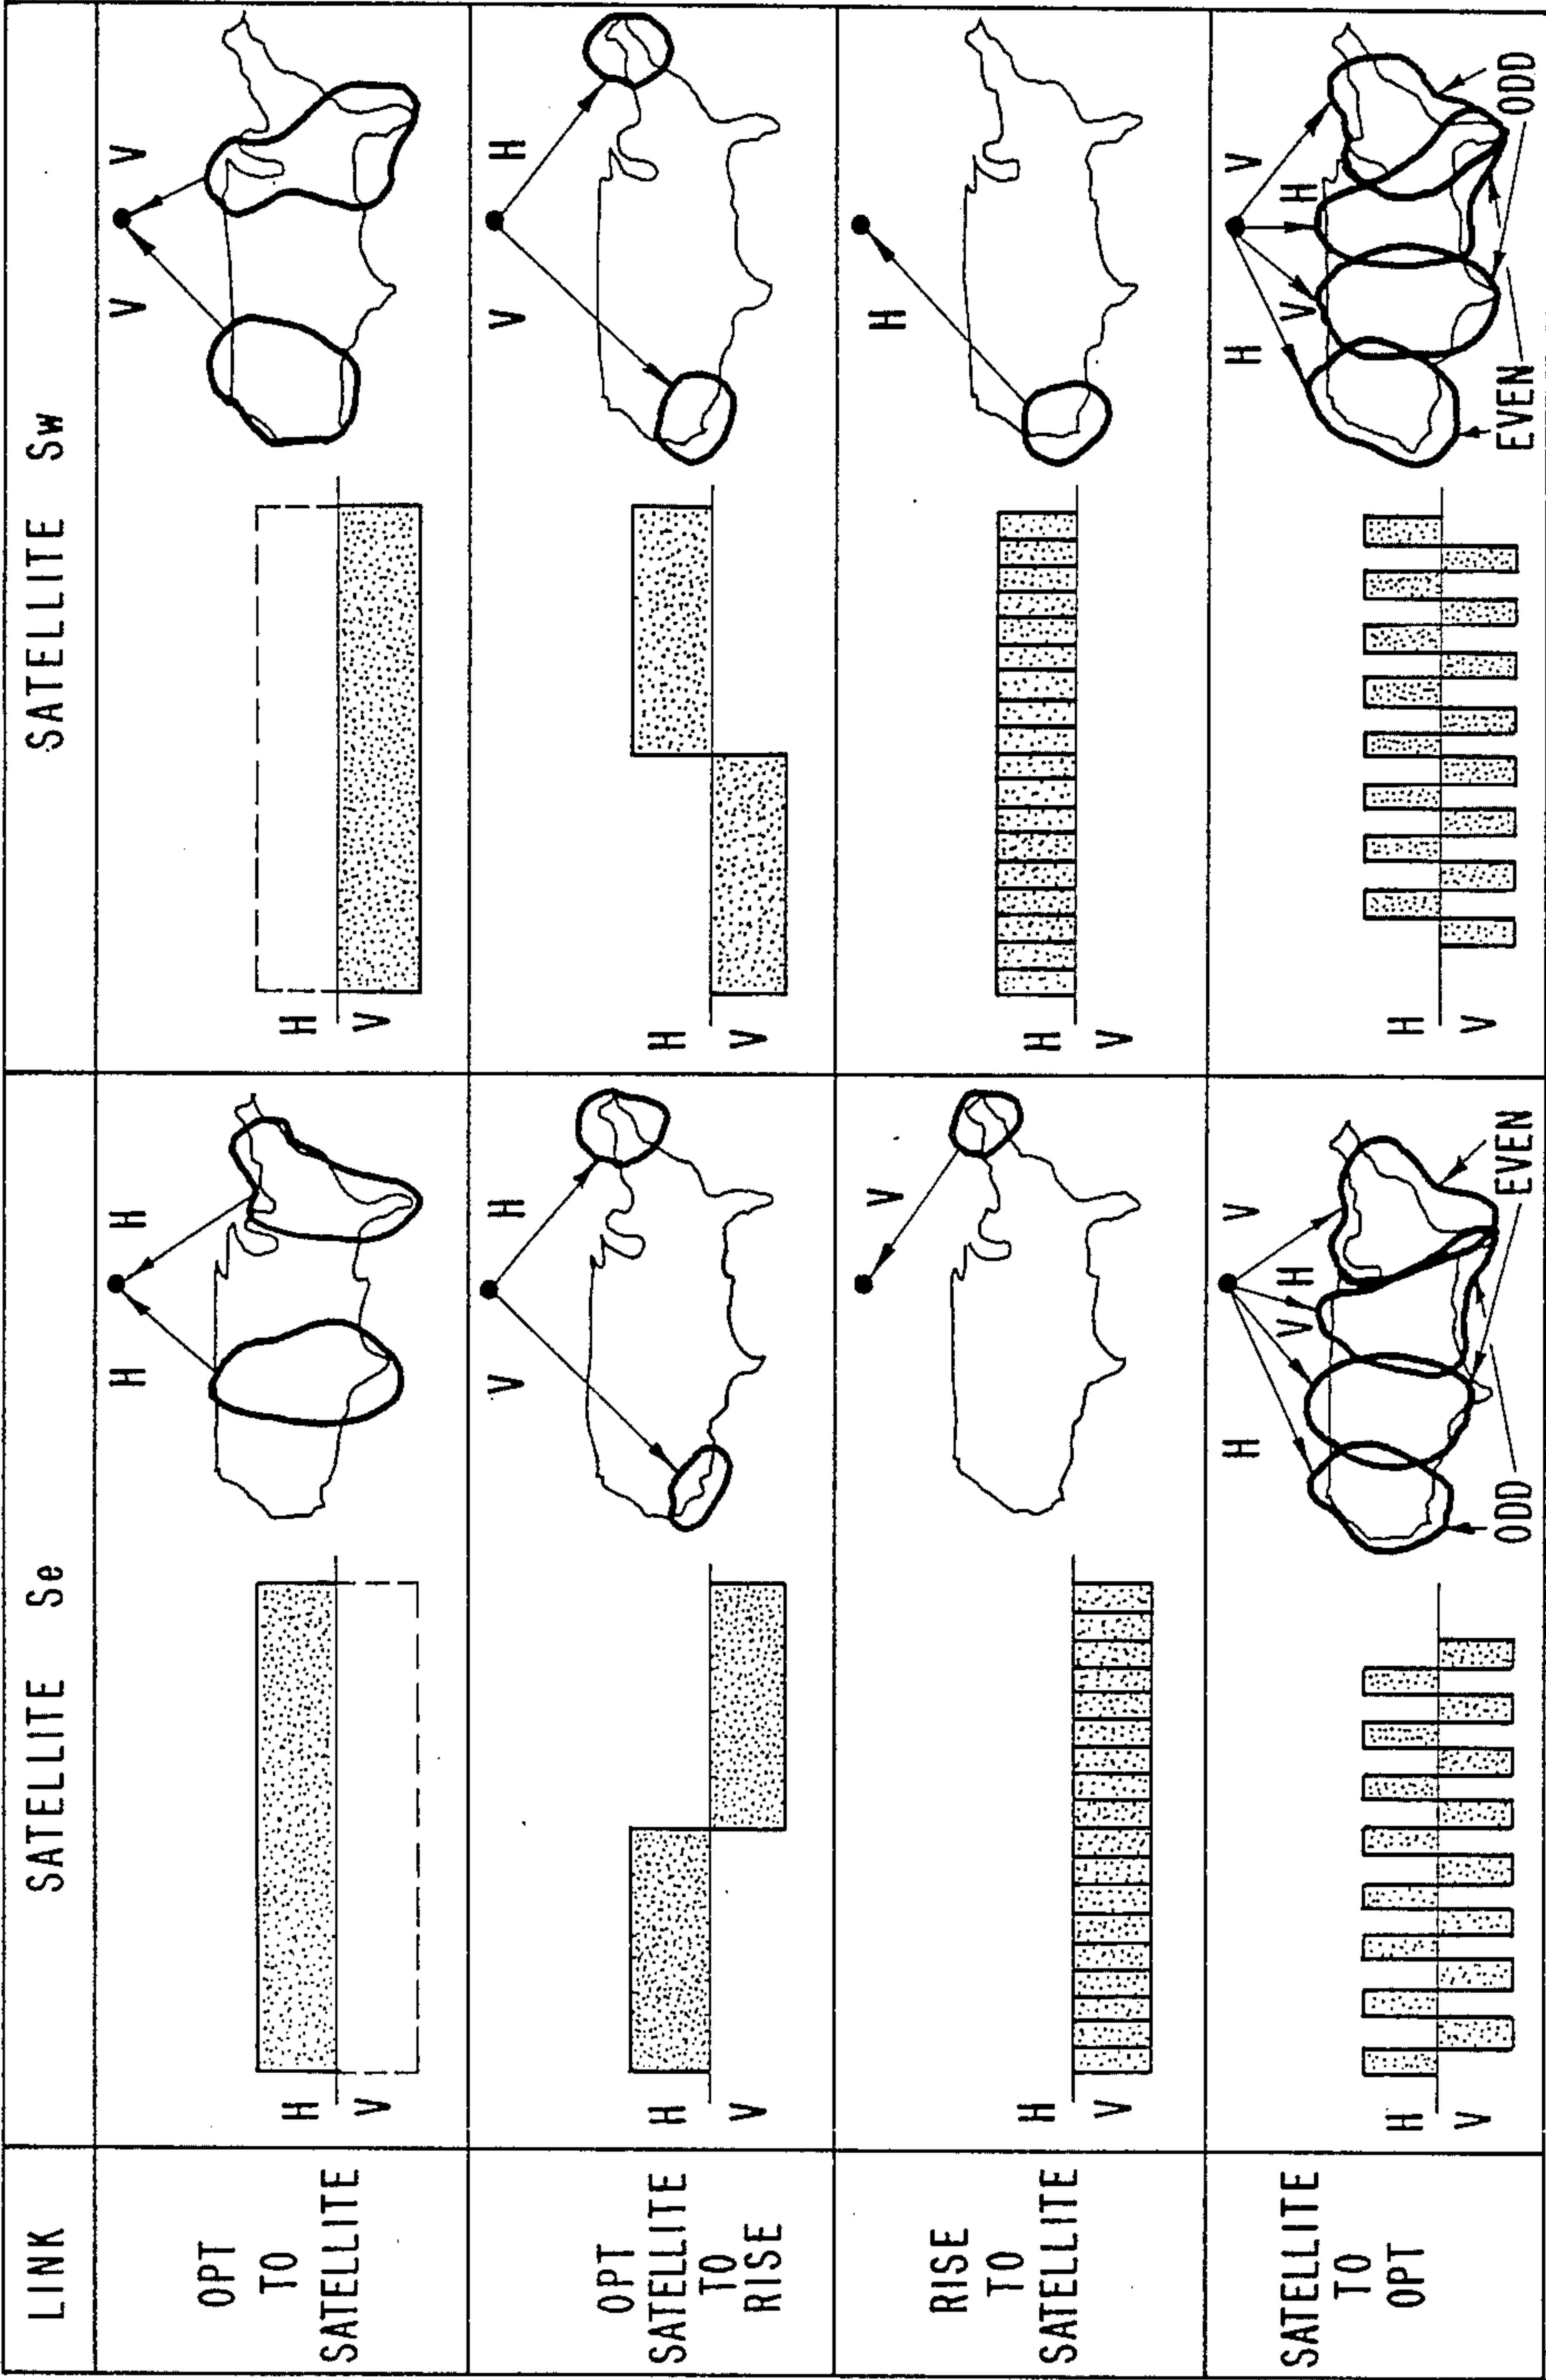 LINK
SATELLITE Se
SATELLITE Sw
OPT
TO
SATELLITE
H
V
H
H
H
V
V
V
OPT
SATELLITE
TO
RISE
H
V
V
H
H
V
V
H
RISE
TO
SATELLITE
H
V
V
H
V
H
SATELLITE
TO
OPT
H
V
H
V
H
V
ODD
EVEN
H
V
H
V
H
V
EVEN
ODD